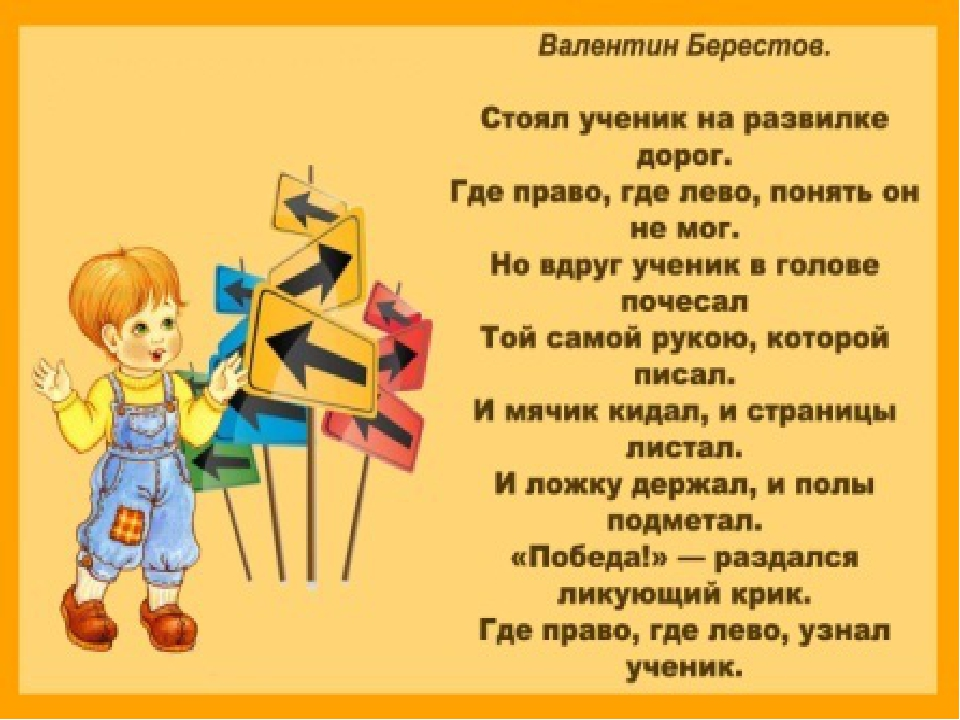 Валентин Берестов.
Стоял ученик на развилке
дорог.
Где право, где лево, понять он
не мог.
Но вдруг ученик в голове
почесал
Той самой рукою, которой
писал.
И мячик кидал, и страницы
листал.
И ложку держал, и полы
подметал.
«Победа!» — раздался
ликующий крик.
Где право, где лево, узнал
ученик.